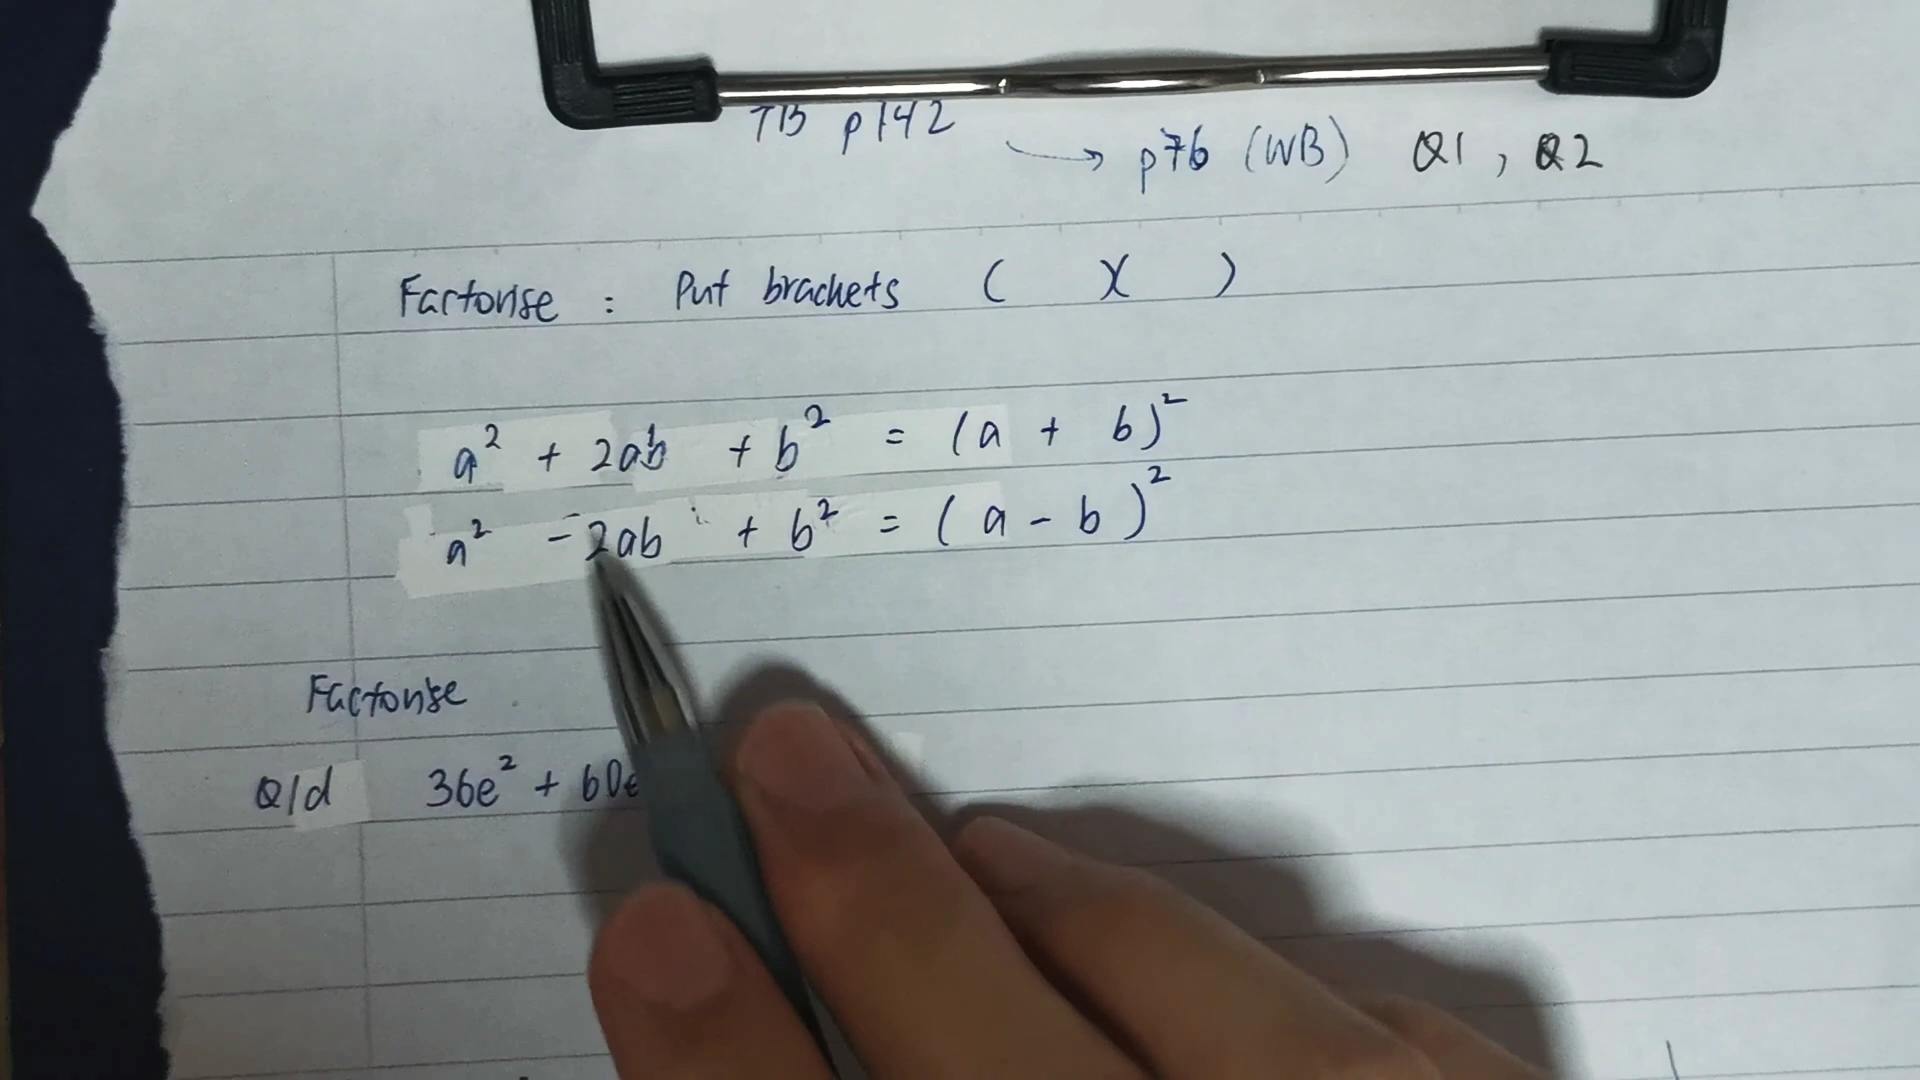 TB p142
→ p76 (WB) Q1, Q2
Factorise : Put brackets ( )( )
a² + 2ab + b² = (a + b)²
a² - 2ab + b² = (a - b)²
Factorise
Q1d 36e² + 60e